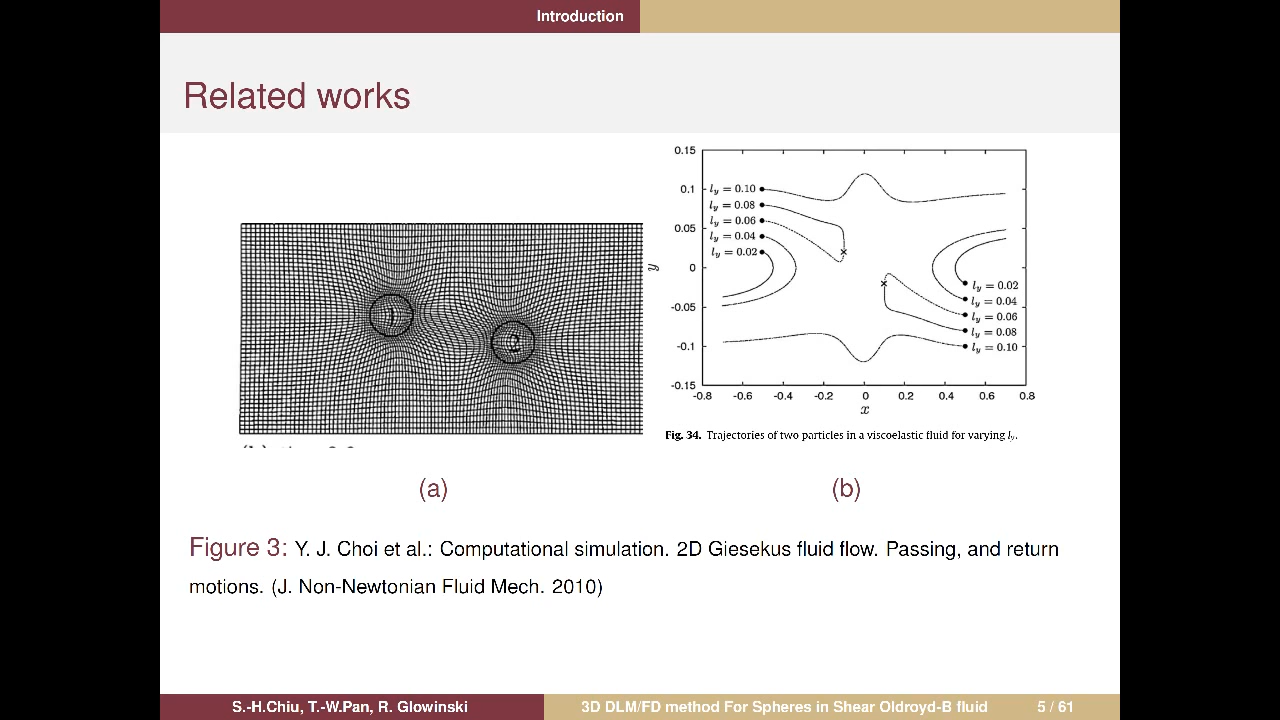 Introduction
Related works
0.15
0.1
0.05
0
-0.05
-0.1
-0.15
y
l_y = 0.10
l_y = 0.08
l_y = 0.06
l_y = 0.04
l_y = 0.02
l_y = 0.02
l_y = 0.04
l_y = 0.06
l_y = 0.08
l_y = 0.10
-0.8 -0.6 -0.4 -0.2 0 0.2 0.4 0.6 0.8
x
1
2
Fig. 34. Trajectories of two particles in a viscoelastic fluid for varying l_y.
(a) (b)
Figure 3: Y. J. Choi et al.: Computational simulation. 2D Giesekus fluid flow. Passing, and return
motions. (J. Non-Newtonian Fluid Mech. 2010)
S.-H.Chiu, T.-W.Pan, R. Glowinski 3D DLM/FD method For Spheres in Shear Oldroyd-B fluid 5 / 61